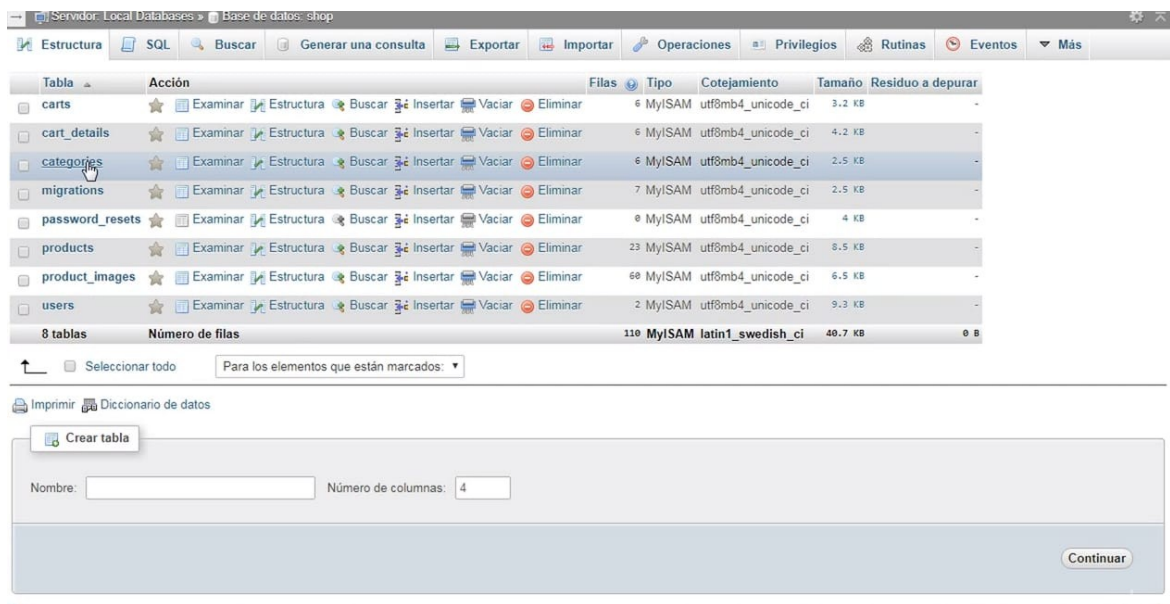 Servidor: Local Databases » Base de datos: shop
Estructura SQL Buscar Generar una consulta Exportar Importar Operaciones Privilegios Rutinas Eventos Más
Tabla Acción Filas Tipo Cotejamiento Tamaño Residuo a depurar
carts Examinar Estructura Buscar Insertar Vaciar Eliminar 6 MyISAM utf8mb4_unicode_ci 3.2 KB -
cart_details Examinar Estructura Buscar Insertar Vaciar Eliminar 6 MyISAM utf8mb4_unicode_ci 4.2 KB -
categories Examinar Estructura Buscar Insertar Vaciar Eliminar 6 MyISAM utf8mb4_unicode_ci 2.5 KB -
migrations Examinar Estructura Buscar Insertar Vaciar Eliminar 7 MyISAM utf8mb4_unicode_ci 2.5 KB -
password_resets Examinar Estructura Buscar Insertar Vaciar Eliminar 0 MyISAM utf8mb4_unicode_ci 4 KB -
products Examinar Estructura Buscar Insertar Vaciar Eliminar 23 MyISAM utf8mb4_unicode_ci 8.5 KB -
product_images Examinar Estructura Buscar Insertar Vaciar Eliminar 60 MyISAM utf8mb4_unicode_ci 6.5 KB -
users Examinar Estructura Buscar Insertar Vaciar Eliminar 2 MyISAM utf8mb4_unicode_ci 9.3 KB -
8 tablas Número de filas 110 MyISAM latin1_swedish_ci 40.7 KB 0 B
Seleccionar todo Para los elementos que están marcados:
Imprimir Diccionario de datos
Crear tabla
Nombre: Número de columnas: 4
Continuar